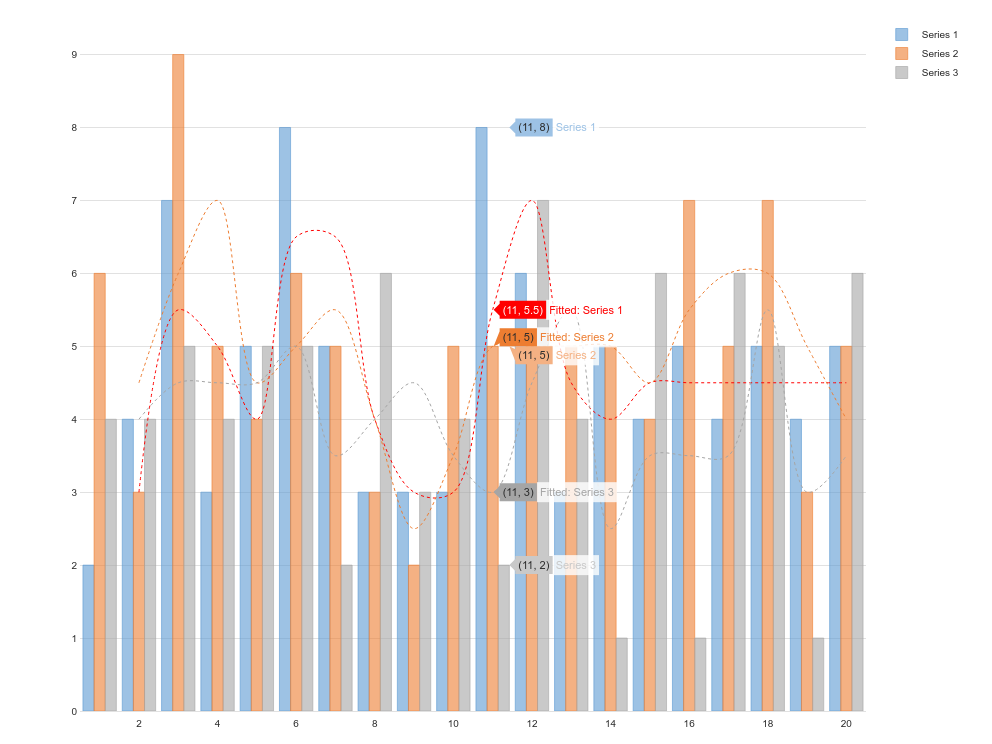 Series 1
Series 2
Series 3
9
8
7
6
5
4
3
2
1
0
(11, 8) Series 1
(11, 5.5) Fitted: Series 1
(11, 5) Fitted: Series 2
(11, 5) Series 2
(11, 3) Fitted: Series 3
(11, 2) Series 3
2 4 6 8 10 12 14 16 18 20